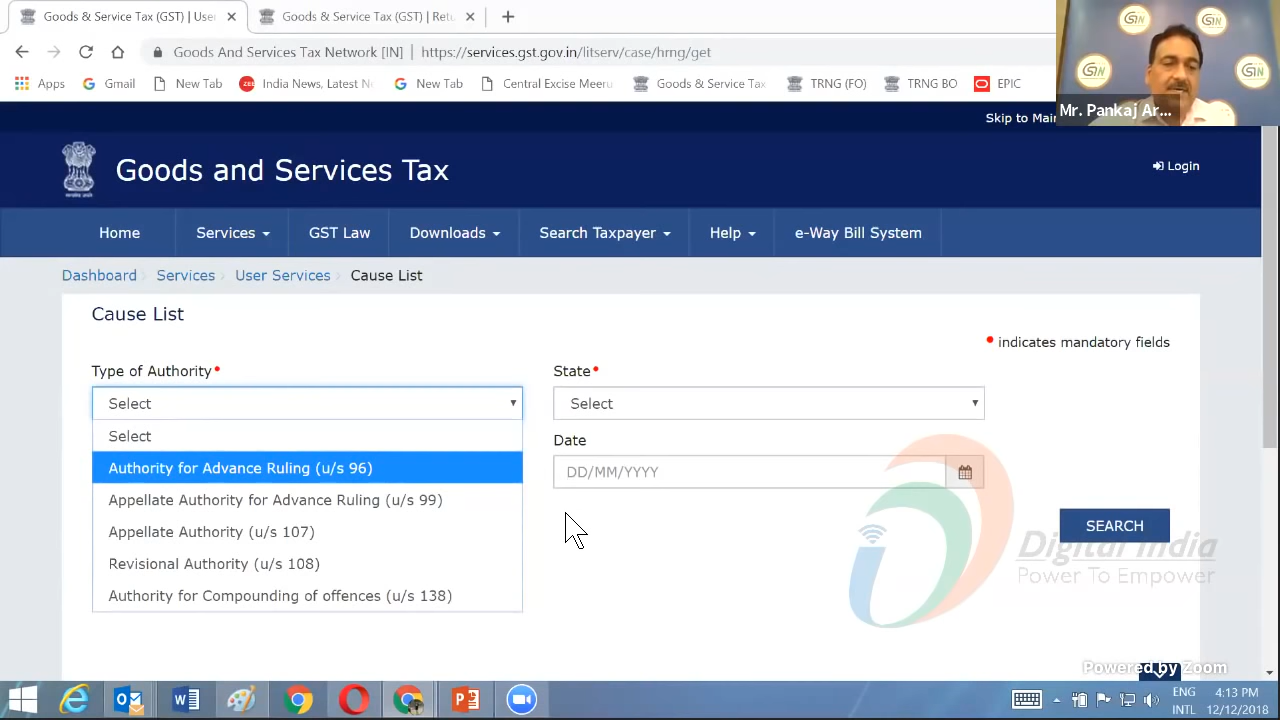 Goods & Service Tax (GST) | User
Goods & Service Tax (GST) | Retu
Goods And Services Tax Network [IN] | https://services.gst.gov.in/litserv/case/hrng/get
Apps Gmail New Tab India News, Latest Ne New Tab Central Excise Meeru Goods & Service Tax TRNG (FO) TRNG BO EPIC
Mr. Pankaj Ar...
Skip to Mai
Goods and Services Tax
Login
Home Services GST Law Downloads Search Taxpayer Help e-Way Bill System
Dashboard Services User Services Cause List
Cause List
• indicates mandatory fields
Type of Authority• State•
Select Select
Select
Date
Authority for Advance Ruling (u/s 96)
DD/MM/YYYY
Appellate Authority for Advance Ruling (u/s 99)
Appellate Authority (u/s 107)
SEARCH
Revisional Authority (u/s 108)
Authority for Compounding of offences (u/s 138)
Digital India
Power To Empower
Powered by Zoom
ENG
INTL
4:13 PM
12/12/2018